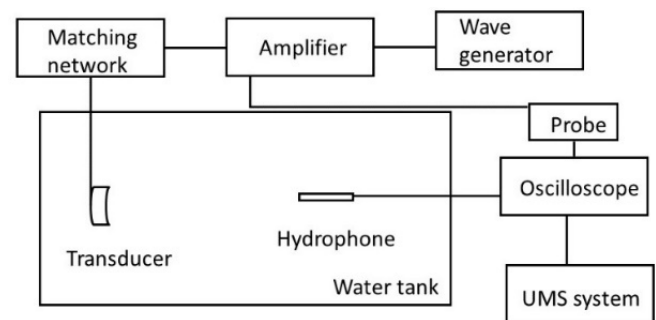 Matching
network
Amplifier
Wave
generator
Probe
Oscilloscope
Hydrophone
Transducer
Water tank
UMS system